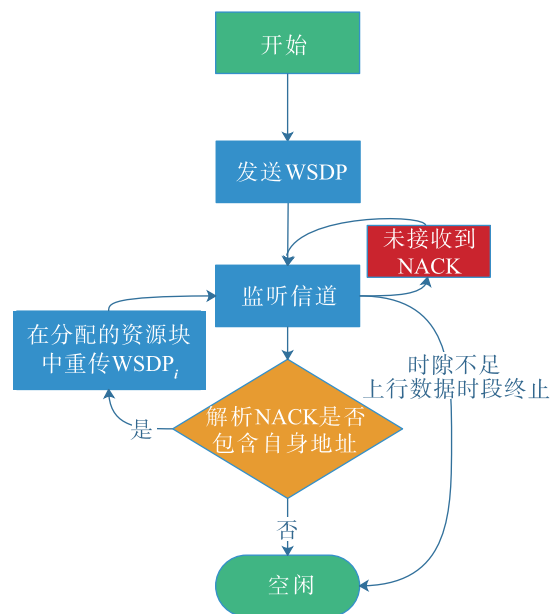 开始
发送WSDP
未接收到
NACK
监听信道
在分配的资源块
中重传WSDPi
时隙不足
上行数据时段终止
解析NACK是否
包含自身地址
是
否
空闲